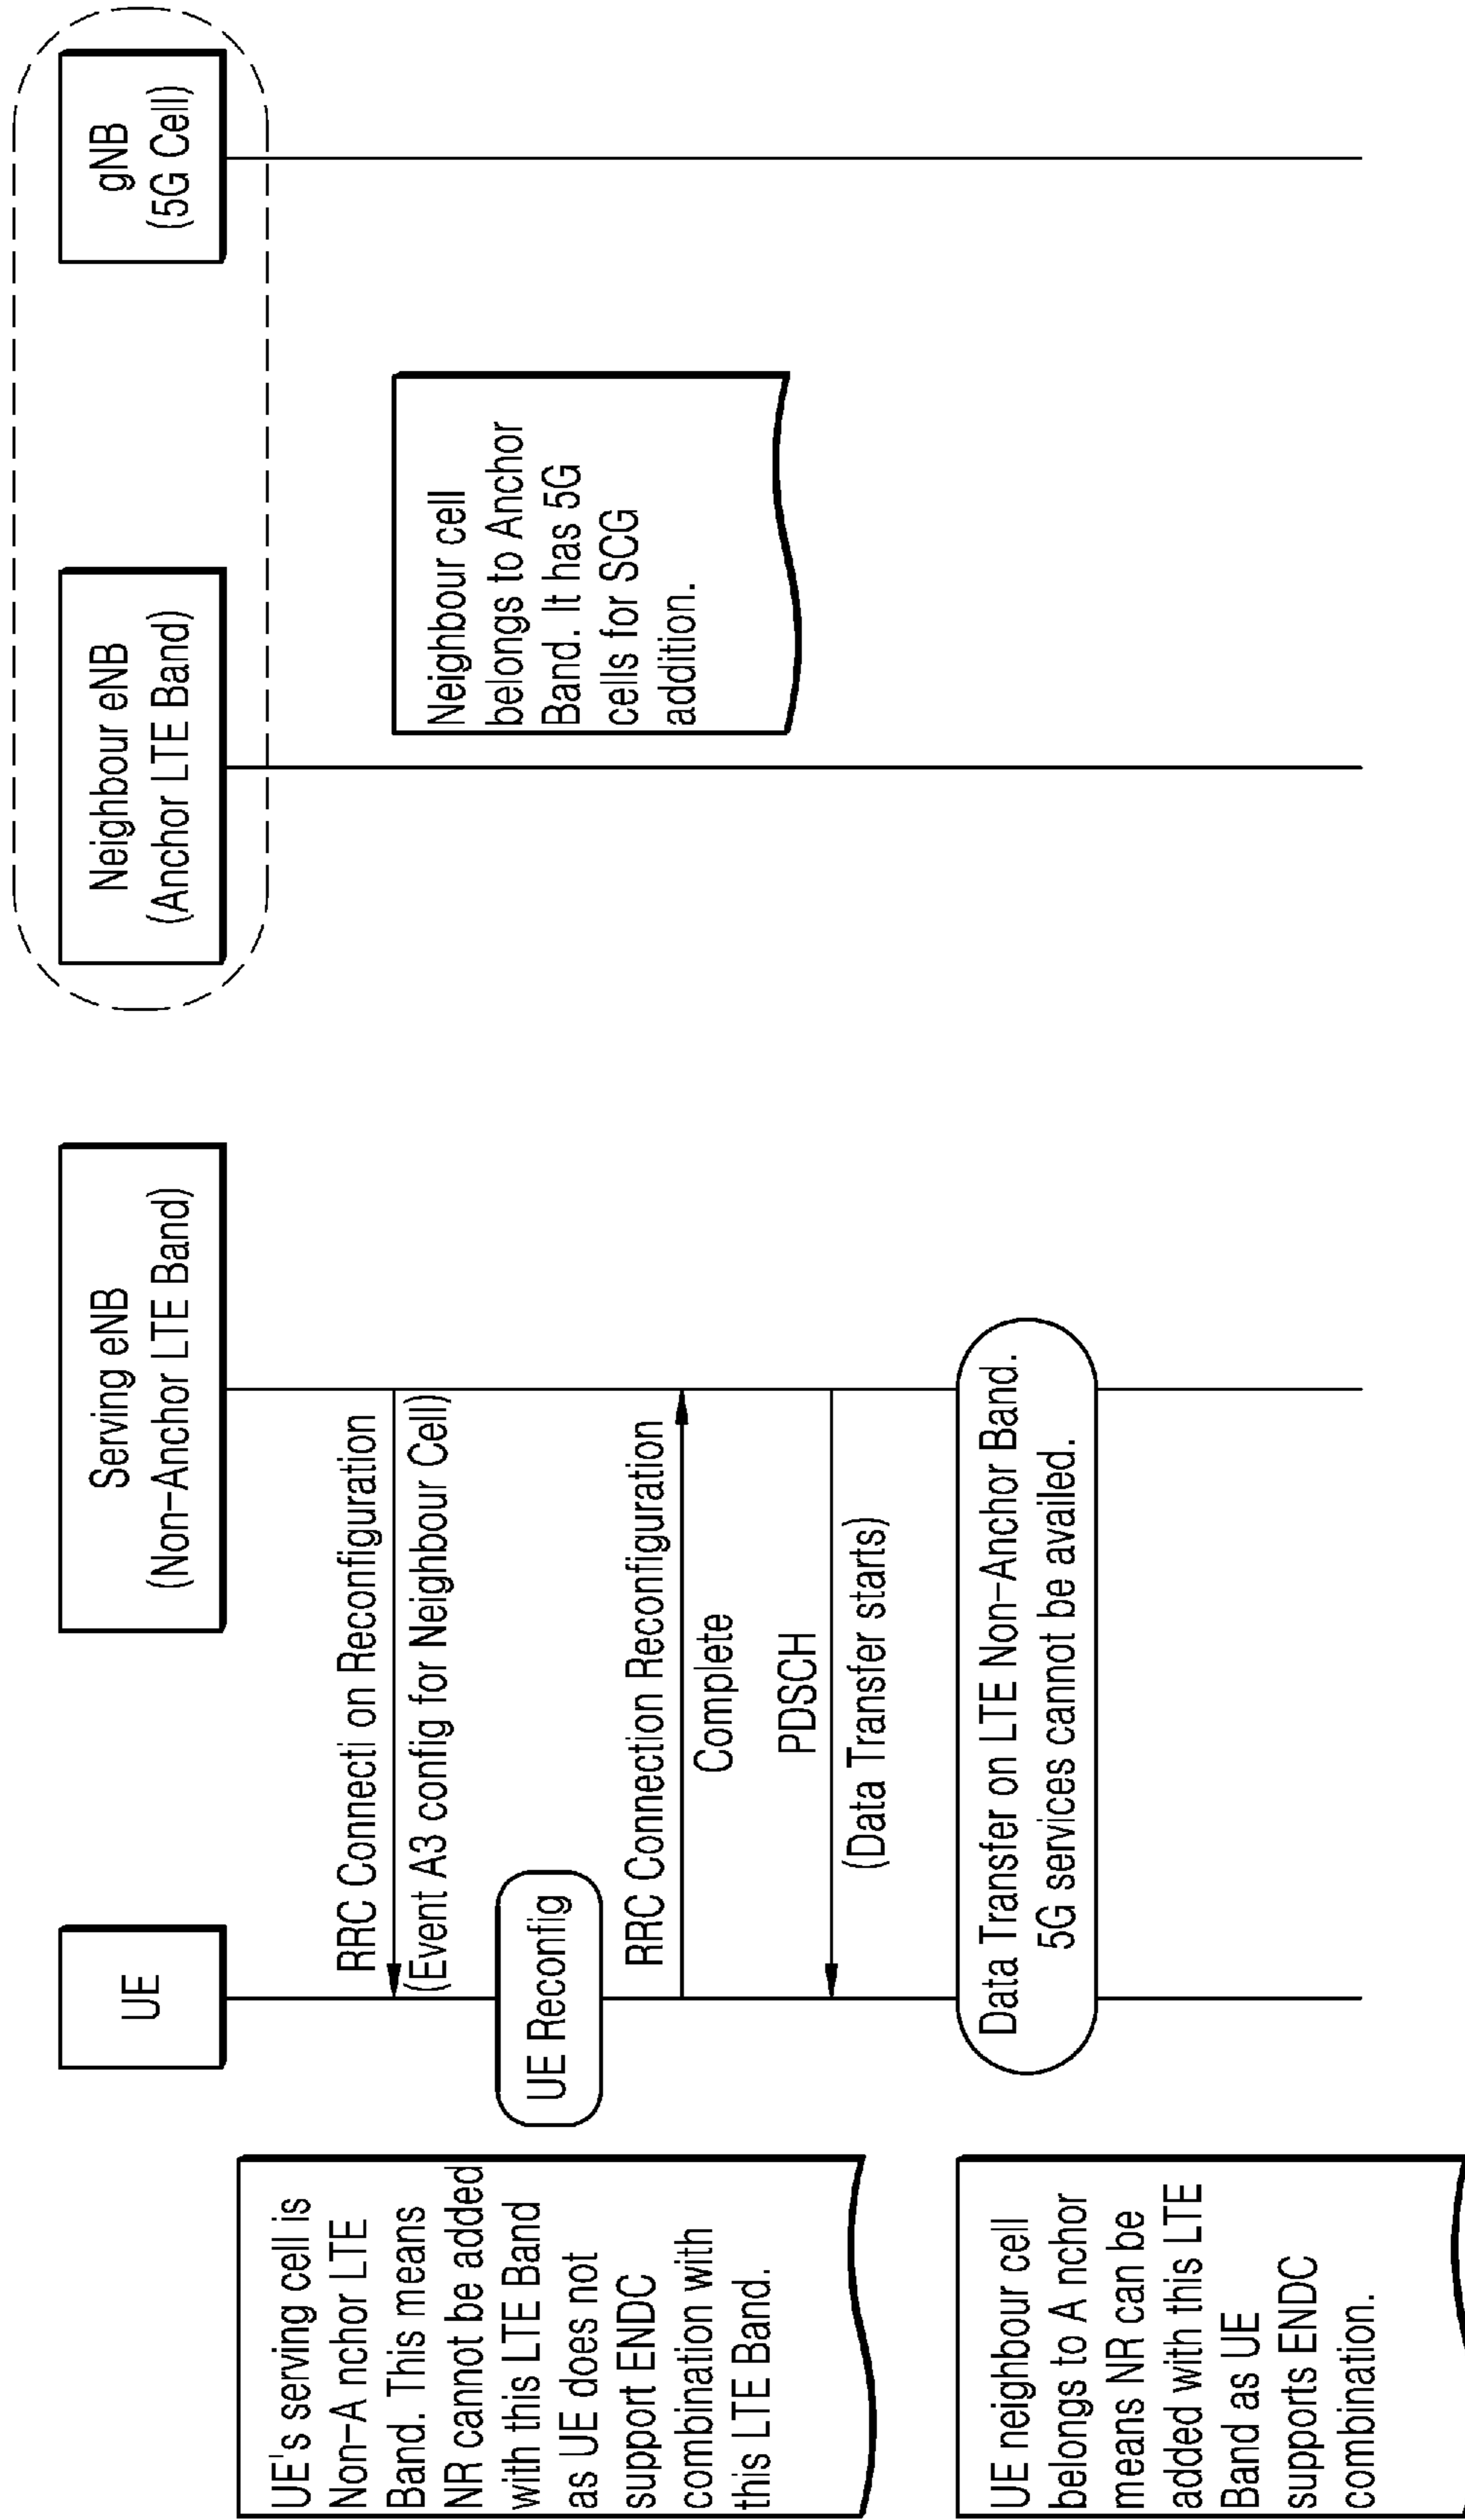 UE
Serving eNB
(Non-Anchor LTE Band)
Neighbour eNB
(Anchor LTE Band)
gNB
(5G Cell)
UE's serving cell is
Non-A nchor LTE
Band. This means
NR cannot be added
with this LTE Band
as UE does not
support ENDC
combination with
this LTE Band.
RRC Connecti on Reconfiguration
(Event A3 config for Neighbour Cell)
UE Reconfig
RRC Connection Reconfiguration
Complete
PDSCH
(Data Transfer starts)
Neighbour cell
belongs to Anchor
Band. It has 5G
cells for SCG
addition.
UE neighbour cell
belongs to A nchor
means NR can be
added with this LTE
Band as UE
supports ENDC
combination.
Data Transfer on LTE Non-Anchor Band.
5G services cannot be availed.